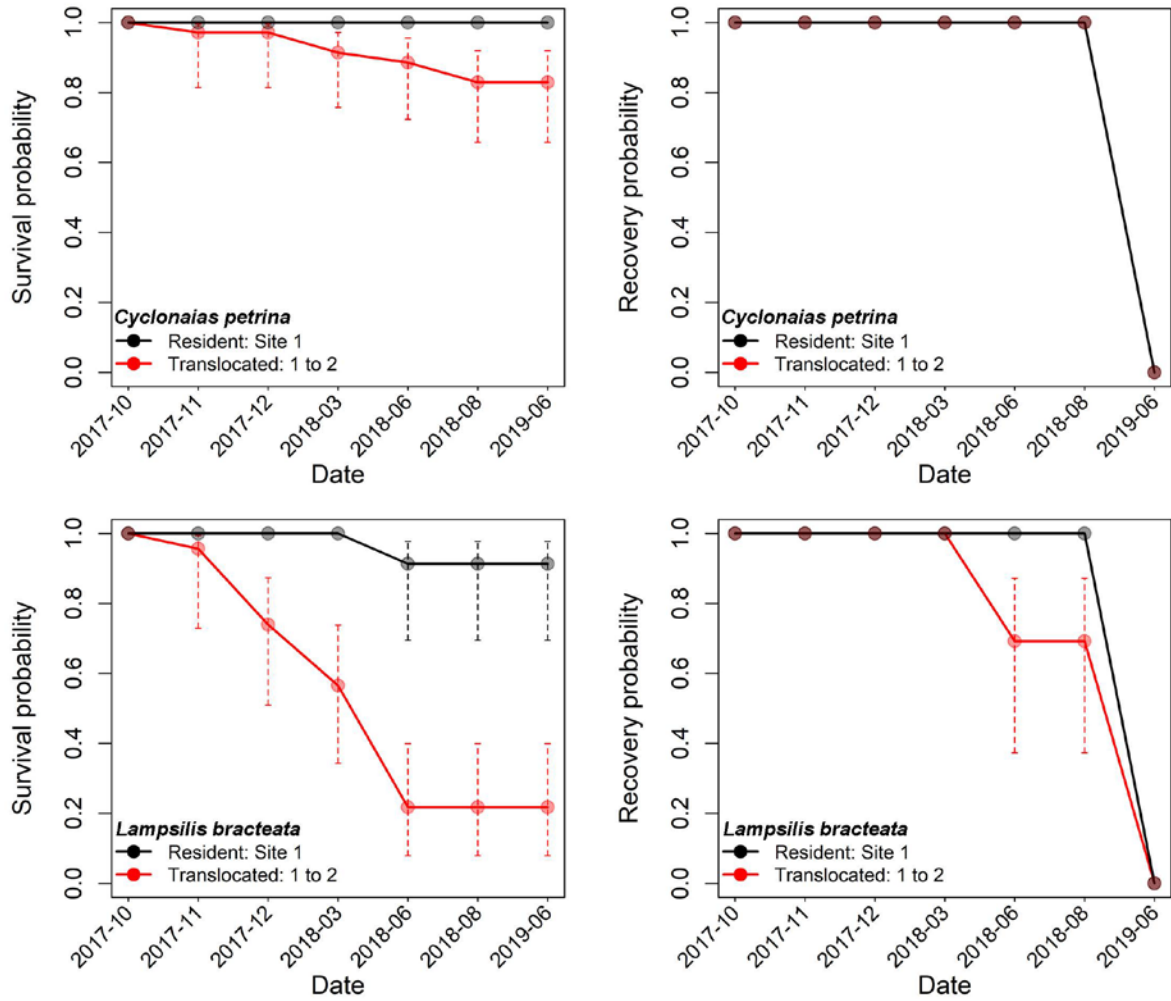 Survival probability
1.0
0.8
0.6
0.4
0.2
0.0
Cyclonaias petrina
Resident: Site 1
Translocated: 1 to 2
2017-10
2017-11
2017-12
2018-03
2018-06
2018-08
2019-06
Date
Recovery probability
1.0
0.8
0.6
0.4
0.2
0.0
Cyclonaias petrina
Resident: Site 1
Translocated: 1 to 2
2017-10
2017-11
2017-12
2018-03
2018-06
2018-08
2019-06
Date
Survival probability
1.0
0.8
0.6
0.4
0.2
0.0
Lampsilis bracteata
Resident: Site 1
Translocated: 1 to 2
2017-10
2017-11
2017-12
2018-03
2018-06
2018-08
2019-06
Date
Recovery probability
1.0
0.8
0.6
0.4
0.2
0.0
Lampsilis bracteata
Resident: Site 1
Translocated: 1 to 2
2017-10
2017-11
2017-12
2018-03
2018-06
2018-08
2019-06
Date